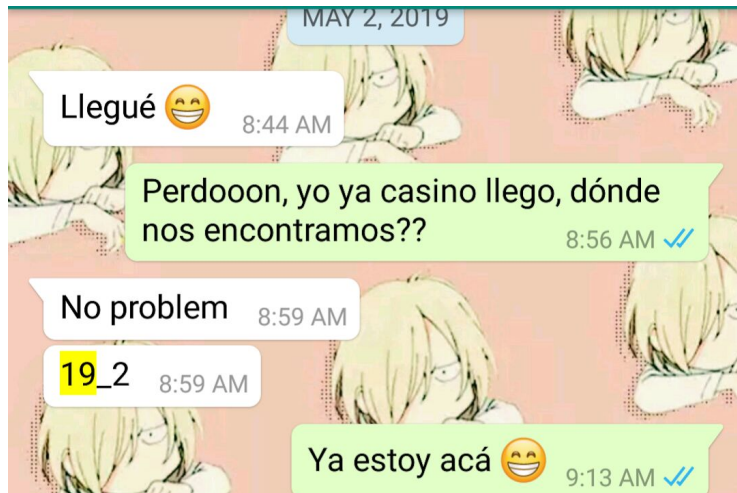 MAY 2, 2019
Llegué 😁 8:44 AM
Perdooon, yo ya casino llego, dónde
nos encontramos?? 8:56 AM
No problem 8:59 AM
19_2 8:59 AM
Ya estoy acá 😁 9:13 AM